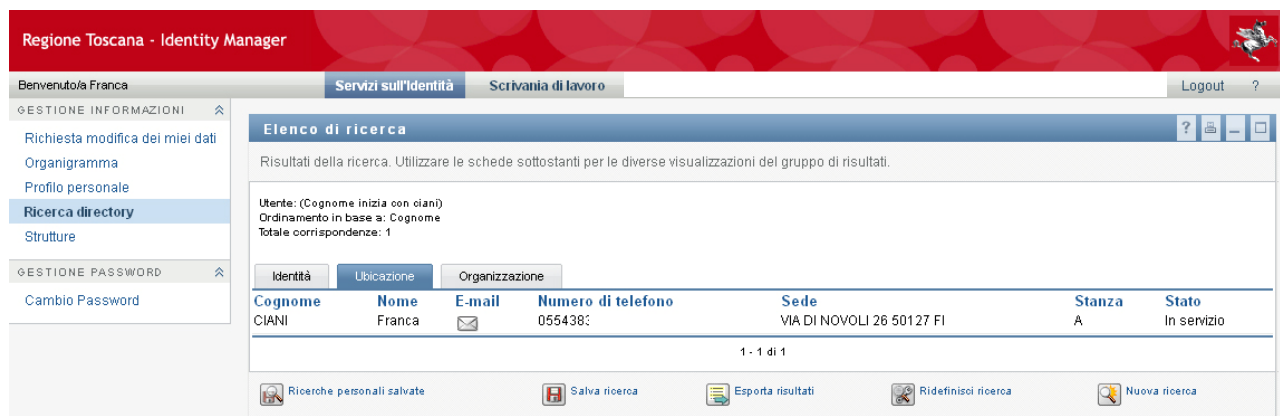 Regione Toscana - Identity Manager
Benvenuto/a Franca
Servizi sull'Identità
Scrivania di lavoro
Logout
?
GESTIONE INFORMAZIONI
Richiesta modifica dei miei dati
Organigramma
Profilo personale
Ricerca directory
Strutture
GESTIONE PASSWORD
Cambio Password
Elenco di ricerca
?
Risultati della ricerca. Utilizzare le schede sottostanti per le diverse visualizzazioni del gruppo di risultati.
Utente: (Cognome inizia con ciani)
Ordinamento in base a: Cognome
Totale corrispondenze: 1
Identità Ubicazione Organizzazione
Cognome Nome E-mail Numero di telefono Sede Stanza Stato
CIANI Franca 055438 VIA DI NOVOLI 26 50127 FI A In servizio
1 - 1 di 1
Ricerche personali salvate Salva ricerca Esporta risultati Ridefinisci ricerca Nuova ricerca